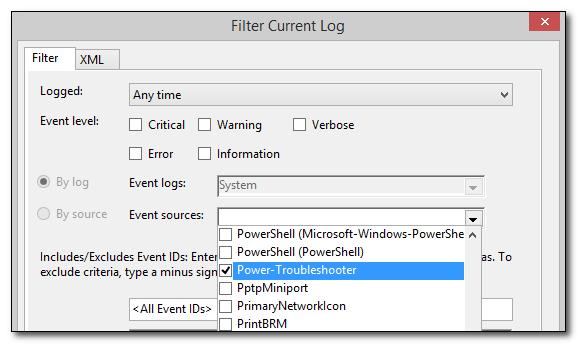 Filter Current Log
Filter XML
Logged: Any time
Event level: Critical Warning Verbose
Error Information
By log Event logs: System
By source Event sources:
PowerShell (Microsoft-Windows-PowerShe
PowerShell (PowerShell)
Includes/Excludes Event IDs: Enter as. To
Power-Troubleshooter
exclude criteria, type a minus sign
PptpMiniport
<All Event IDs> PrimaryNetworkIcon
PrintBRM